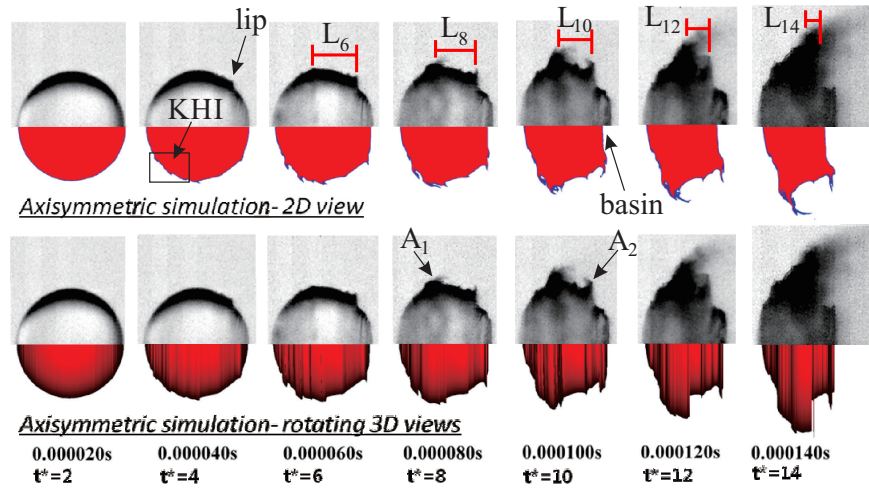 lip
L6
L8
L10
L12
L14
KHI
basin
Axisymmetric simulation- 2D view
A1
A2
Axisymmetric simulation- rotating 3D views
0.000020s 0.000040s 0.000060s 0.000080s 0.000100s 0.000120s 0.000140s
t*=2 t*=4 t*=6 t*=8 t*=10 t*=12 t*=14